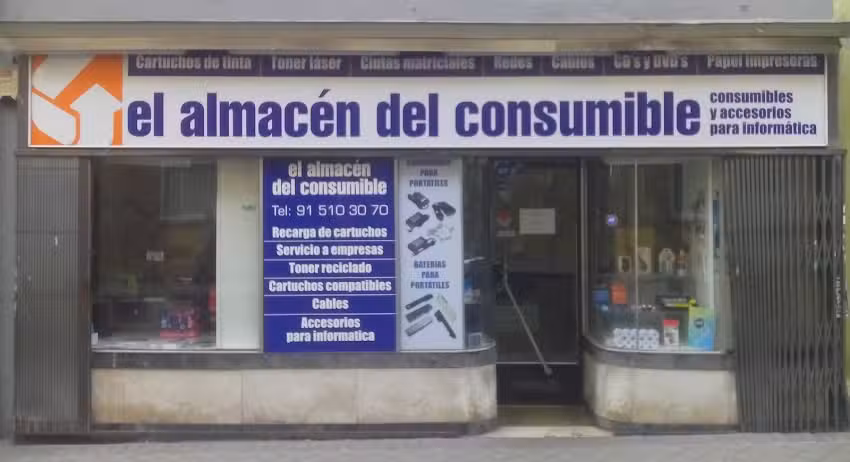 Cartuchos de tinta Toner láser Cintas matriciales Redes Cables CD's y DVD's Papel impresoras
el almacén del consumible
consumibles
y accesorios
para informática
el almacén
del consumible
Tel: 91 510 30 70
Recarga de cartuchos
Servicio a empresas
Toner reciclado
Cartuchos compatibles
Cables
Accesorios
para informatica
PARA
PORTATILES
BATERÍAS
PARA
PORTATILES